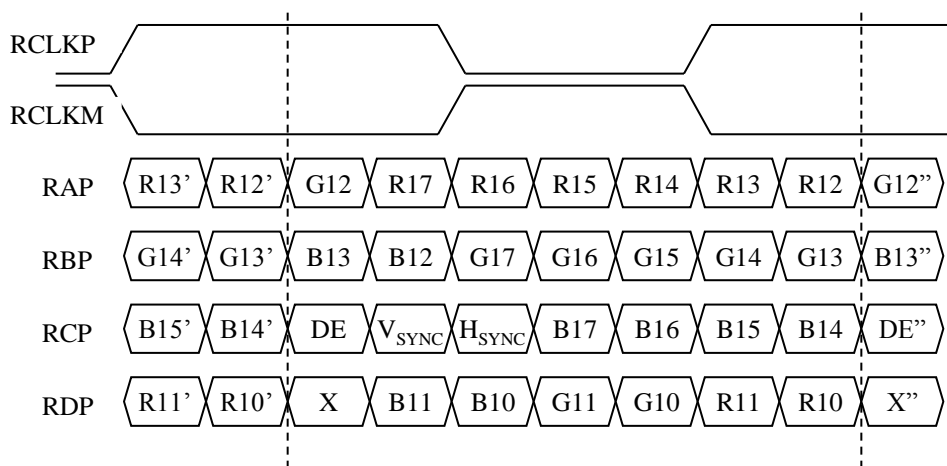 RCLKP
RCLKM
RAP R13’ R12’ G12 R17 R16 R15 R14 R13 R12 G12”
RBP G14’ G13’ B13 B12 G17 G16 G15 G14 G13 B13”
RCP B15’ B14’ DE VSYNC HSYNC B17 B16 B15 B14 DE”
RDP R11’ R10’ X B11 B10 G11 G10 R11 R10 X”